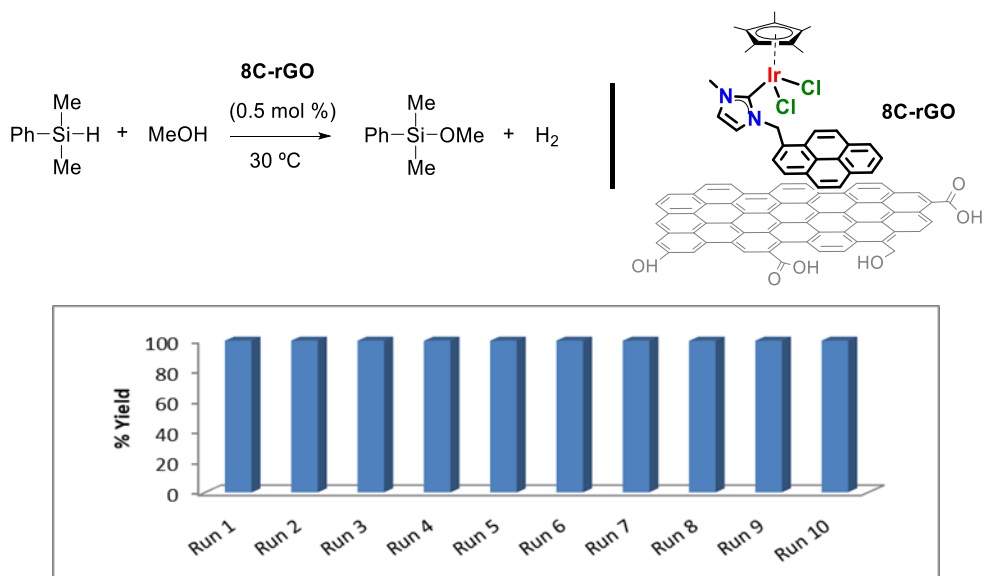 8C-rGO
(0.5 mol %)
30 ºC
Me
Ph-Si-H + MeOH
Me
Me
Ph-Si-OMe + H2
Me
Ir
Cl
Cl
N
N
8C-rGO
O
OH
OH
O
OH
HO
% Yield
100
80
60
40
20
0
Run 1
Run 2
Run 3
Run 4
Run 5
Run 6
Run 7
Run 8
Run 9
Run 10